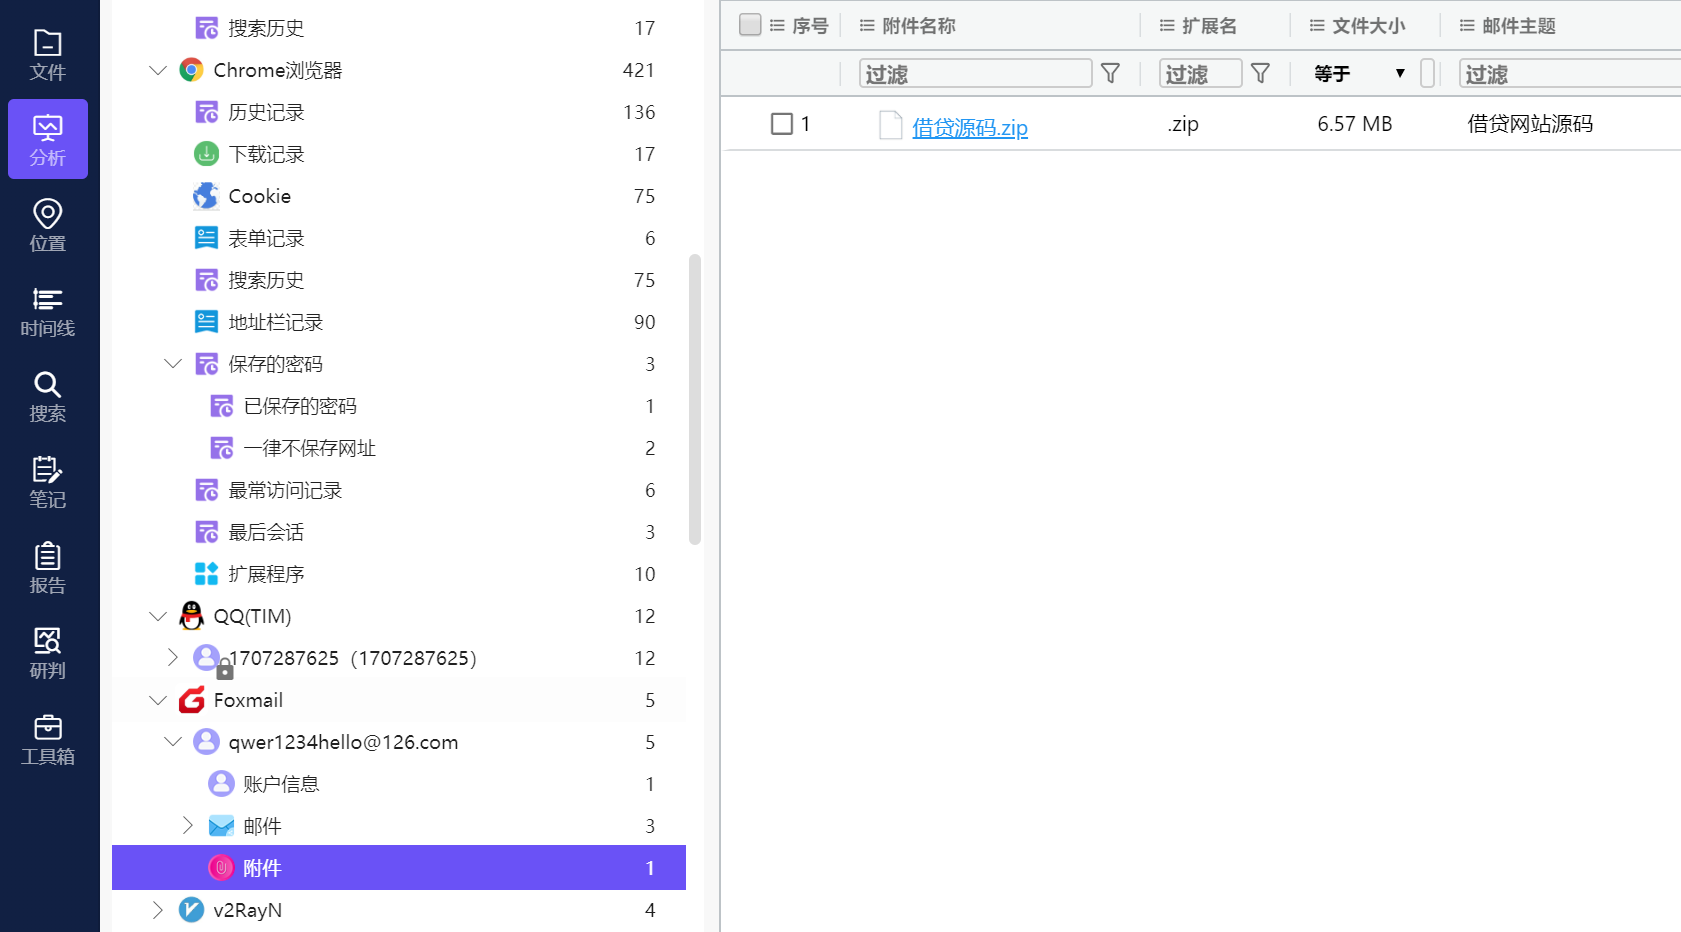 文件
分析
位置
时间线
搜索
笔记
报告
研判
工具箱
搜索历史 17
Chrome浏览器 421
历史记录 136
下载记录 17
Cookie 75
表单记录 6
搜索历史 75
地址栏记录 90
保存的密码 3
已保存的密码 1
一律不保存网址 2
最常访问记录 6
最后会话 3
扩展程序 10
QQ(TIM) 12
1707287625（1707287625） 12
Foxmail 5
qwer1234hello@126.com 5
账户信息 1
邮件 3
附件 1
v2RayN 4
序号 附件名称 扩展名 文件大小 邮件主题
过滤 过滤 等于 ▼ 过滤
1 借贷源码.zip .zip 6.57 MB 借贷网站源码